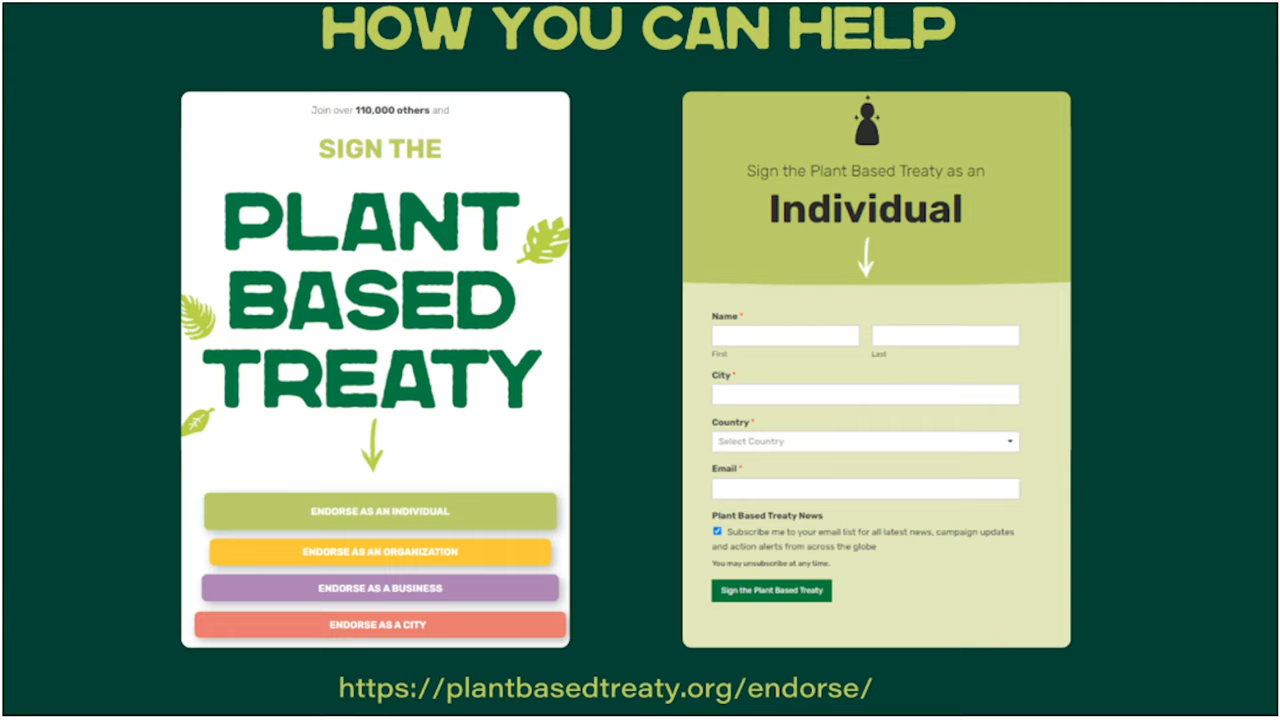 HOW YOU CAN HELP
Join over 110,000 others and
SIGN THE
PLANT
BASED
TREATY
ENDORSE AS AN INDIVIDUAL
ENDORSE AS AN ORGANIZATION
ENDORSE AS A BUSINESS
ENDORSE AS A CITY
Sign the Plant Based Treaty as an
Individual
Name *
First Last
City *
Country *
Select Country
Email *
Plant Based Treaty News
Subscribe me to your email list for all latest news, campaign updates
and action alerts from across the globe
You may unsubscribe at any time.
Sign the Plant Based Treaty
https://plantbasedtreaty.org/endorse/